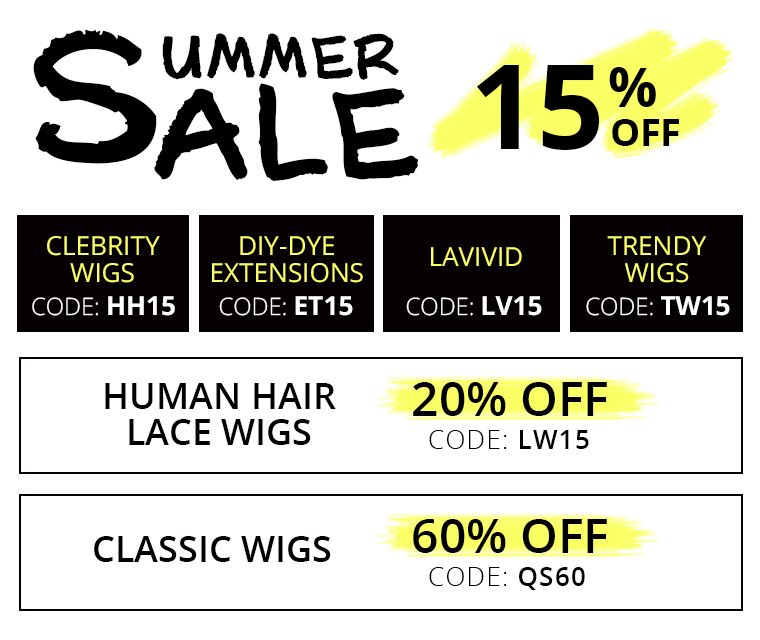 SUMMER
SALE
15% OFF
CLEBRITY
WIGS
CODE: HH15
DIY-DYE
EXTENSIONS
CODE: ET15
LAVIVID
CODE: LV15
TRENDY
WIGS
CODE: TW15
HUMAN HAIR
LACE WIGS
20% OFF
CODE: LW15
CLASSIC WIGS
60% OFF
CODE: QS60